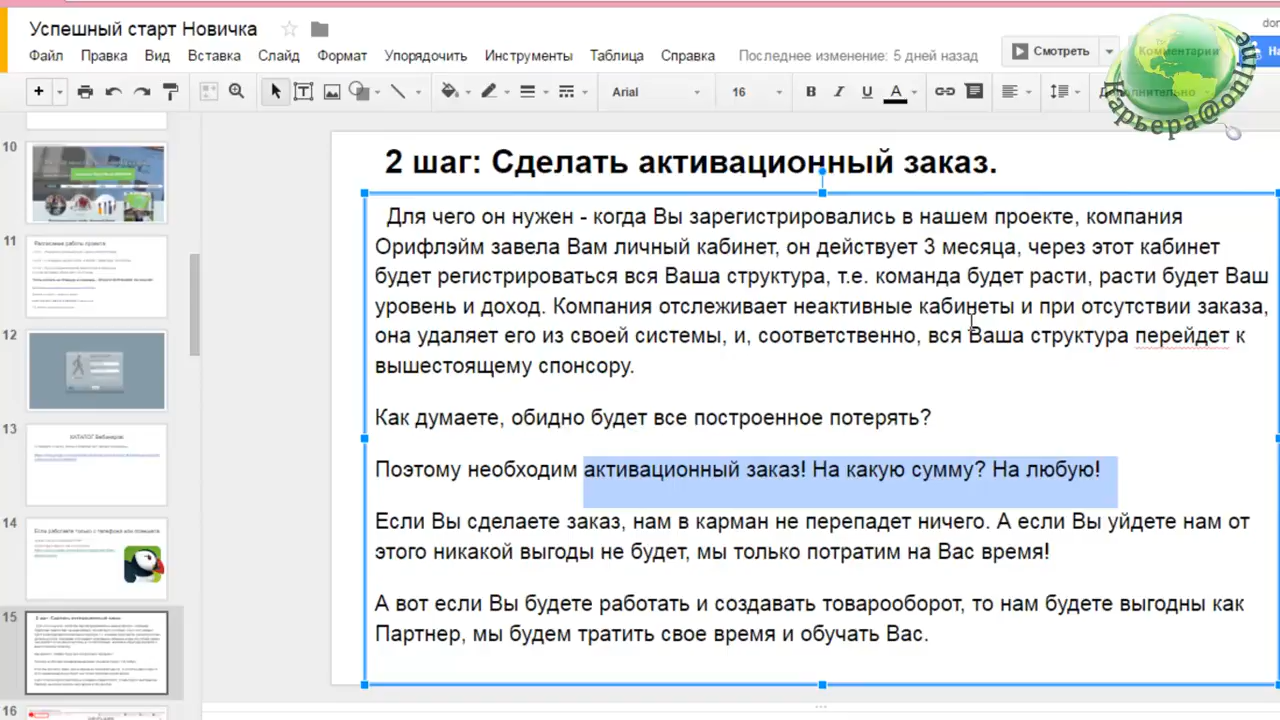 Успешный старт Новичка
Файл Правка Вид Вставка Слайд Формат Упорядочить Инструменты Таблица Справка Последнее изменение: 5 дней назад
Смотреть
Комментарии
Arial 16
Дополнительно
Карьера@online
10
11
12
13
КАТАЛОГ Вебинаров
14
15
16
2 шаг: Сделать активационный заказ.
Для чего он нужен - когда Вы зарегистрировались в нашем проекте, компания
Орифлэйм завела Вам личный кабинет, он действует 3 месяца, через этот кабинет
будет регистрироваться вся Ваша структура, т.е. команда будет расти, расти будет Ваш
уровень и доход. Компания отслеживает неактивные кабинеты и при отсутствии заказа,
она удаляет его из своей системы, и, соответственно, вся Ваша структура перейдет к
вышестоящему спонсору.
Как думаете, обидно будет все построенное потерять?
Поэтому необходим активационный заказ! На какую сумму? На любую!
Если Вы сделаете заказ, нам в карман не перепадет ничего. А если Вы уйдете нам от
этого никакой выгоды не будет, мы только потратим на Вас время!
А вот если Вы будете работать и создавать товарооборот, то нам будете выгодны как
Партнер, мы будем тратить свое время и обучать Вас.